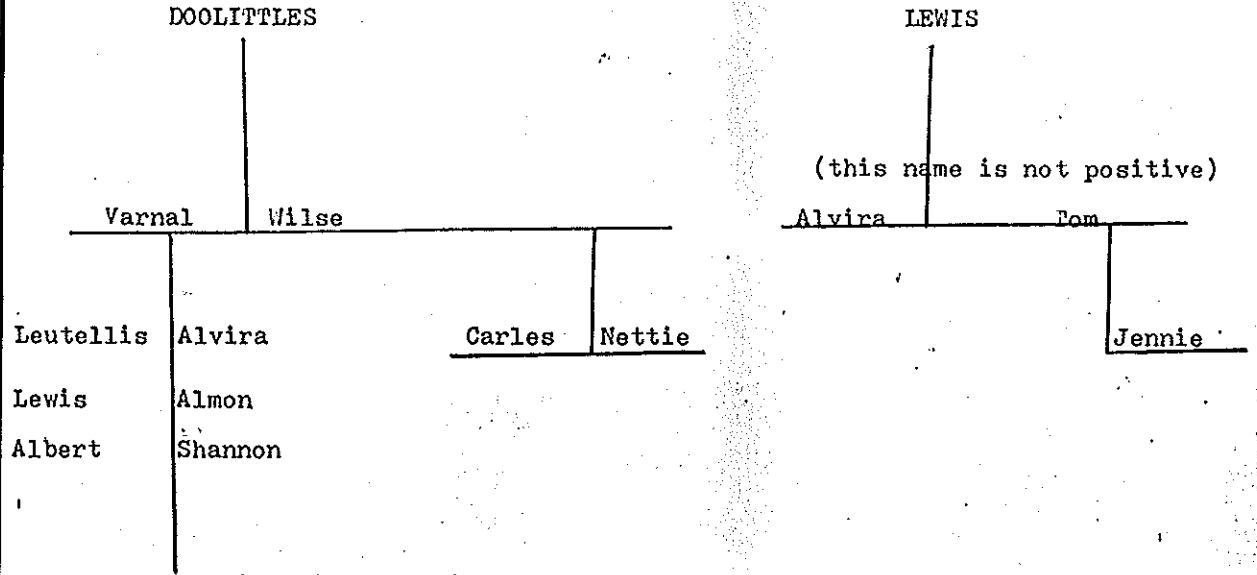 DOOLITTLES LEWIS
(this name is not positive)
Varnal Wilse Alvira Tom
Leutellis Alvira Carles Nettie Jennie
Lewis Almon
Albert Shannon